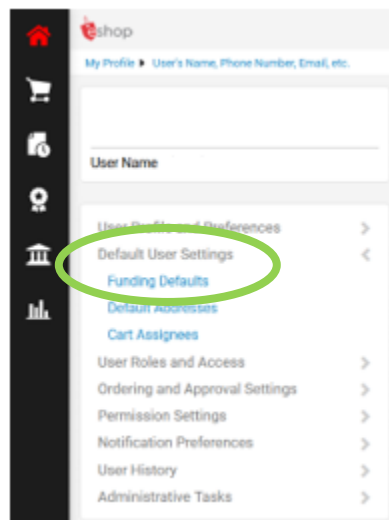 eshop
My Profile ▶ User's Name, Phone Number, Email, etc.
User Name
User Profile and Preferences
Default User Settings
Funding Defaults
Default Addresses
Cart Assignees
User Roles and Access
Ordering and Approval Settings
Permission Settings
Notification Preferences
User History
Administrative Tasks